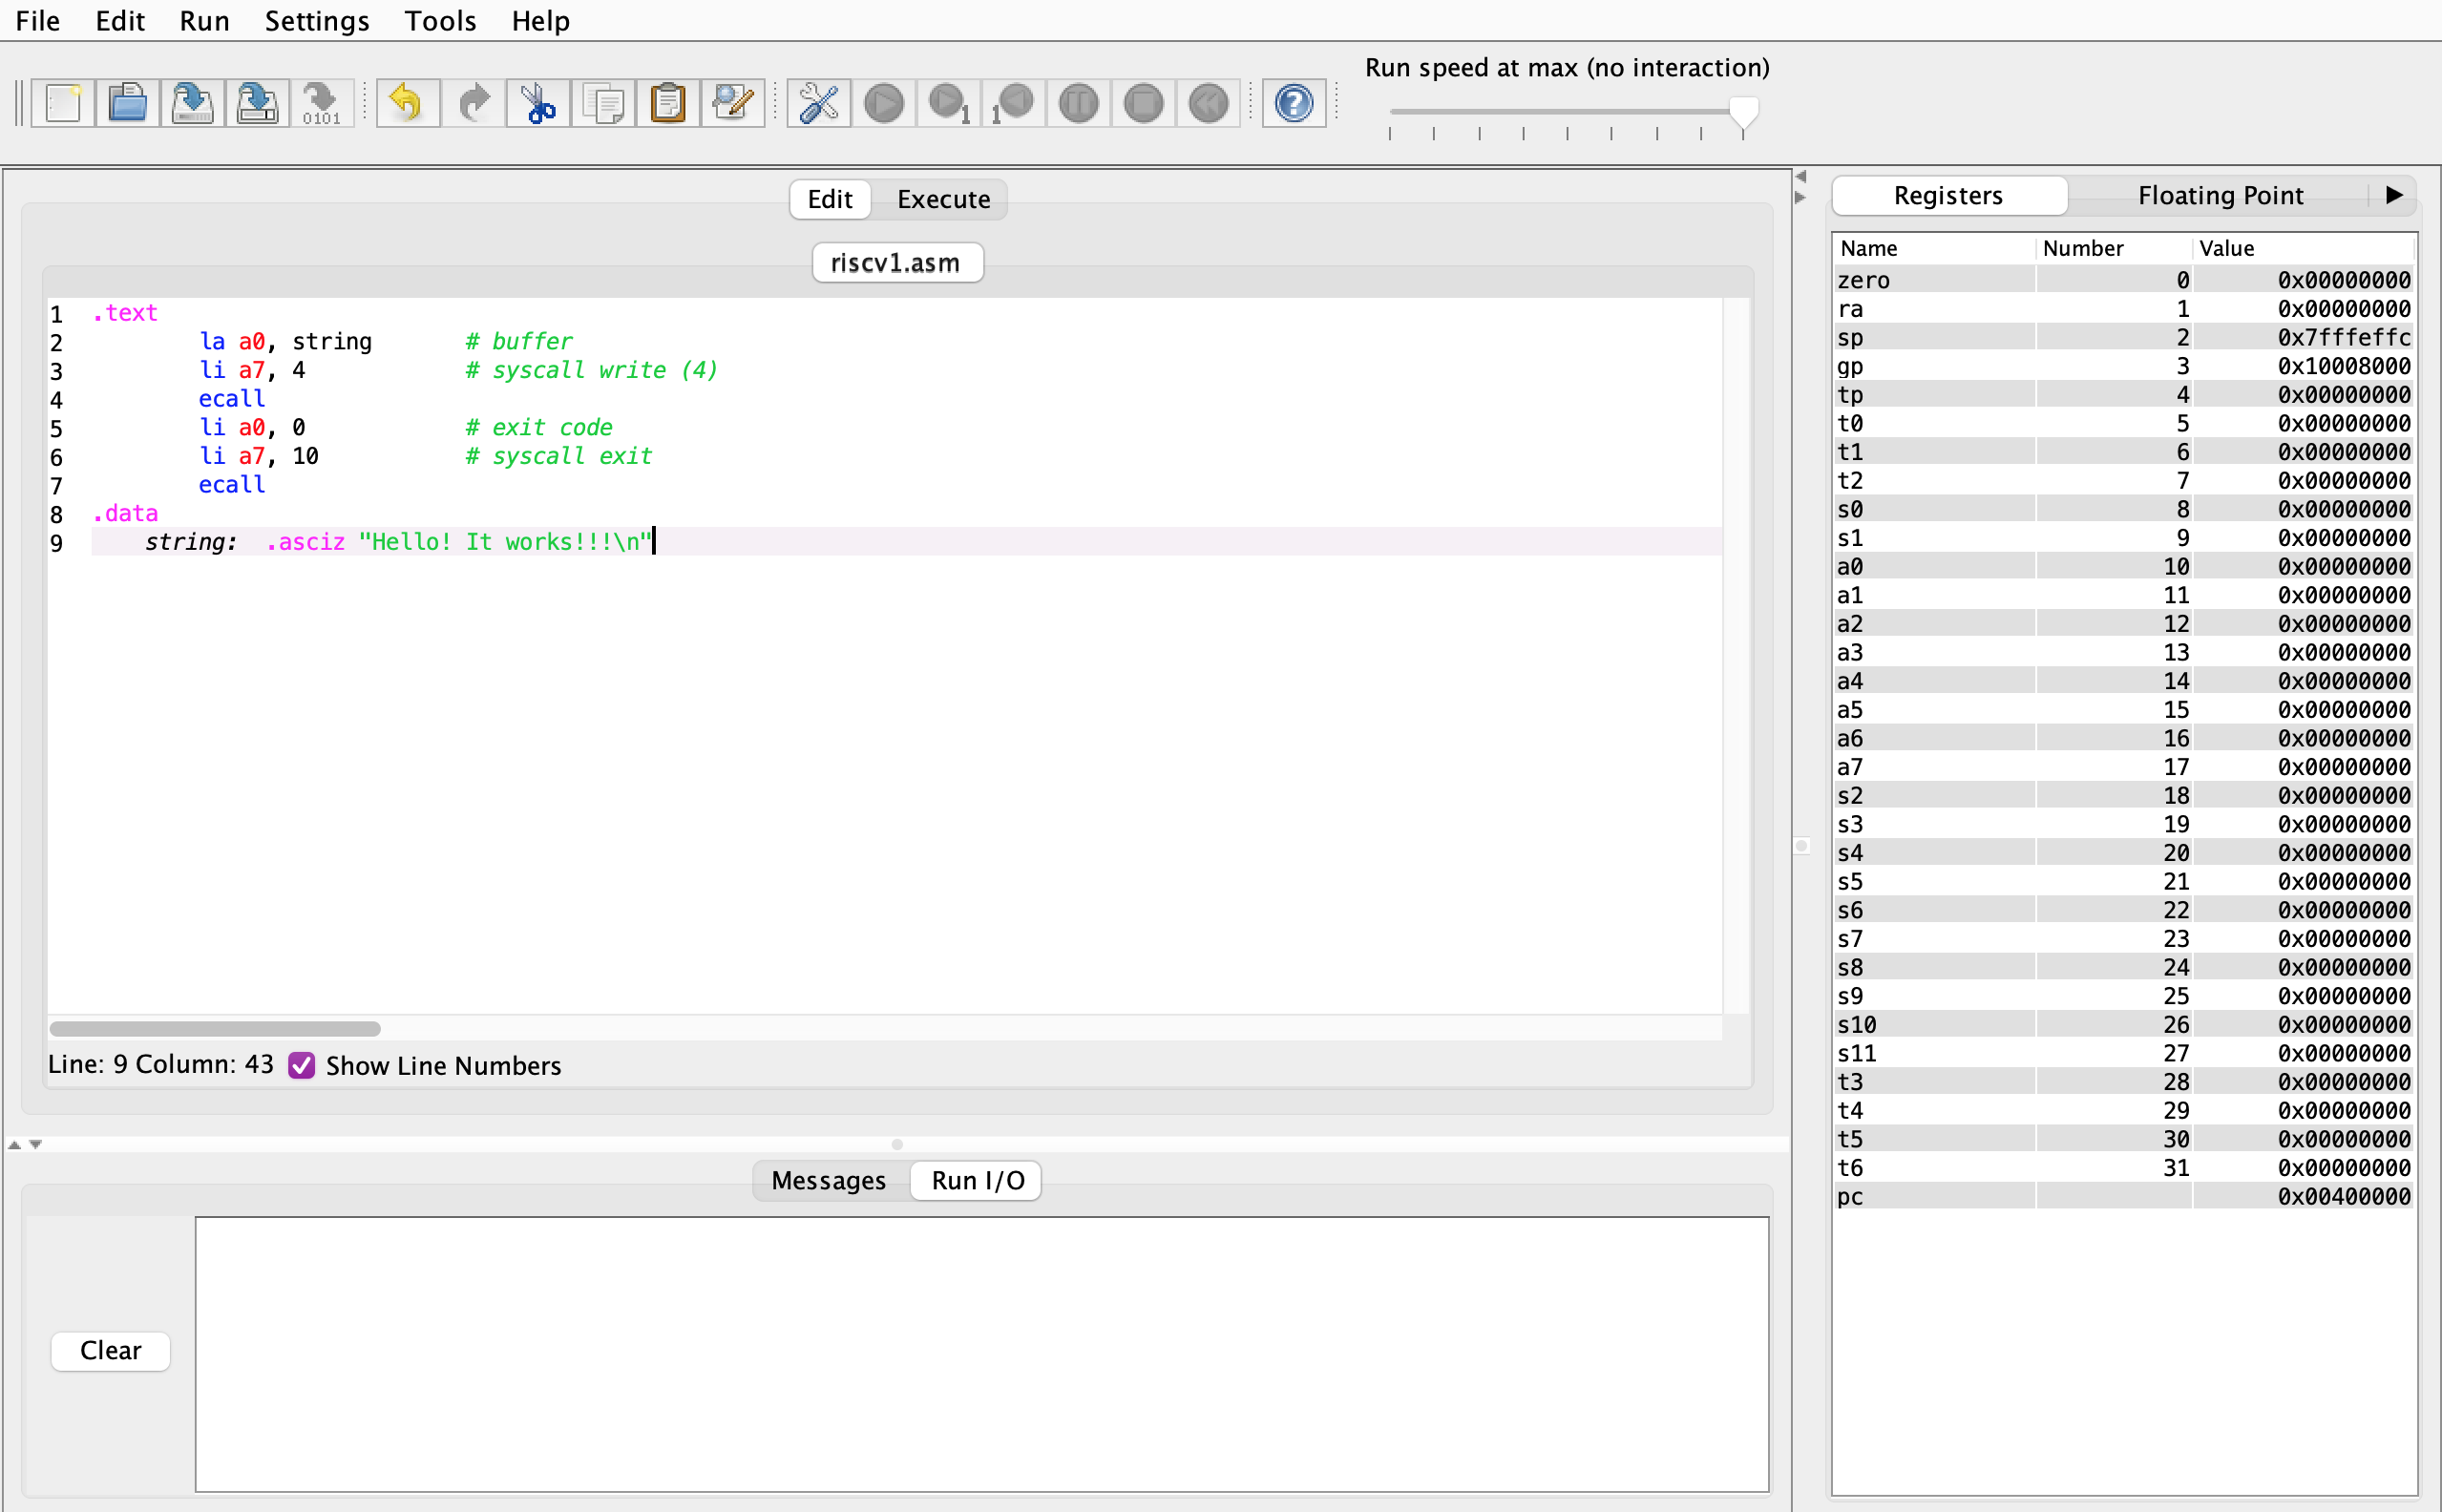 File Edit Run Settings Tools Help
Run speed at max (no interaction)
0101
1
1
?
Edit Execute
riscv1.asm
1 .text
2 la a0, string # buffer
3 li a7, 4 # syscall write (4)
4 ecall
5 li a0, 0 # exit code
6 li a7, 10 # syscall exit
7 ecall
8 .data
9 string: .asciz "Hello! It works!!!\n"
Line: 9 Column: 43 Show Line Numbers
Messages Run I/O
Clear
Registers Floating Point
Name Number Value
zero 0 0x00000000
ra 1 0x00000000
sp 2 0x7fffeffc
gp 3 0x10008000
tp 4 0x00000000
t0 5 0x00000000
t1 6 0x00000000
t2 7 0x00000000
s0 8 0x00000000
s1 9 0x00000000
a0 10 0x00000000
a1 11 0x00000000
a2 12 0x00000000
a3 13 0x00000000
a4 14 0x00000000
a5 15 0x00000000
a6 16 0x00000000
a7 17 0x00000000
s2 18 0x00000000
s3 19 0x00000000
s4 20 0x00000000
s5 21 0x00000000
s6 22 0x00000000
s7 23 0x00000000
s8 24 0x00000000
s9 25 0x00000000
s10 26 0x00000000
s11 27 0x00000000
t3 28 0x00000000
t4 29 0x00000000
t5 30 0x00000000
t6 31 0x00000000
pc 0x00400000